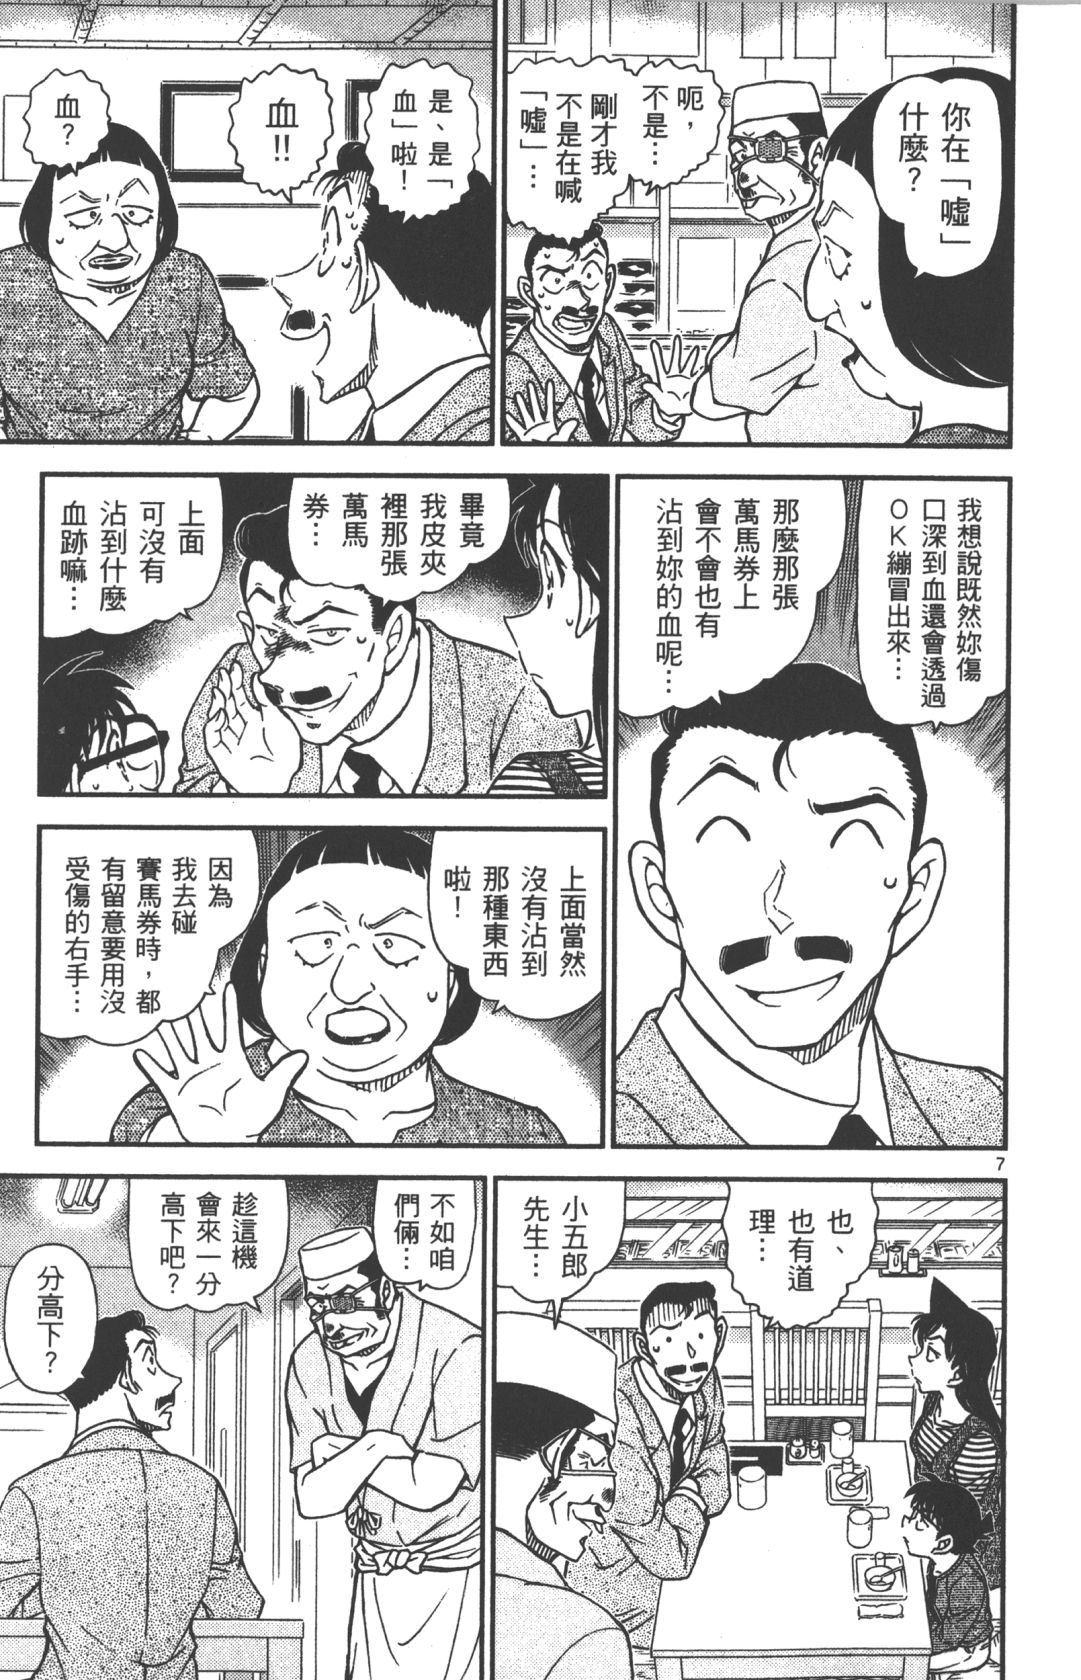 你在「噓」
什麼？
呃，
不是…
剛才我
不是在喊
「噓」…
是、是「
血」啦！
血!!
血？
我想說既然妳傷
口深到血還會透過
ＯＫ繃冒出來…
那麼那張
萬馬券上
會不會也有
沾到妳的血呢…
畢竟
我皮夾
裡那張
萬馬
券…
上面
可沒有
沾到什麼
血跡嘛…
上面當然
沒有沾到
那種東西
啦！
因為
我去碰
賽馬券時，都
有留意要用沒
受傷的右手…
7
也、
也有道
理…
小五郎
先生…
不如咱
們倆…
趁這機
會來一分
高下吧？
分高下？